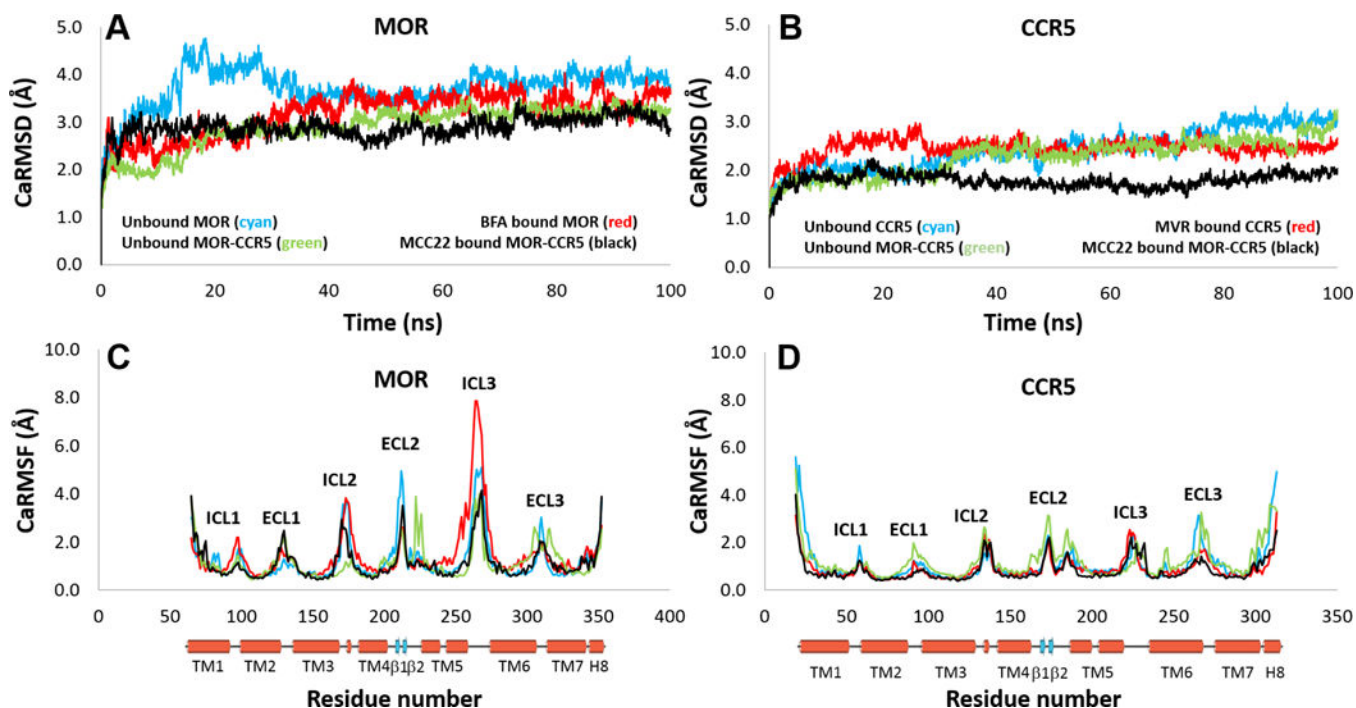 A
MOR
CaRMSD (Å)
5.0
4.0
3.0
2.0
1.0
0.0
Unbound MOR (cyan)
BFA bound MOR (red)
Unbound MOR-CCR5 (green)
MCC22 bound MOR-CCR5 (black)
0 20 40 60 80 100
Time (ns)
B
CCR5
CaRMSD (Å)
5.0
4.0
3.0
2.0
1.0
0.0
Unbound CCR5 (cyan)
MVR bound CCR5 (red)
Unbound MOR-CCR5 (green)
MCC22 bound MOR-CCR5 (black)
0 20 40 60 80 100
Time (ns)
C
MOR
CaRMSF (Å)
10.0
8.0
6.0
4.0
2.0
0.0
ICL1
ECL1
ICL2
ECL2
ICL3
ECL3
0 50 100 150 200 250 300 350 400
TM1 TM2 TM3 TM4 β1β2 TM5 TM6 TM7 H8
Residue number
D
CCR5
CaRMSF (Å)
10.0
8.0
6.0
4.0
2.0
0.0
ICL1
ECL1
ICL2
ECL2
ICL3
ECL3
0 50 100 150 200 250 300 350
TM1 TM2 TM3 TM4 β1β2 TM5 TM6 TM7 H8
Residue number